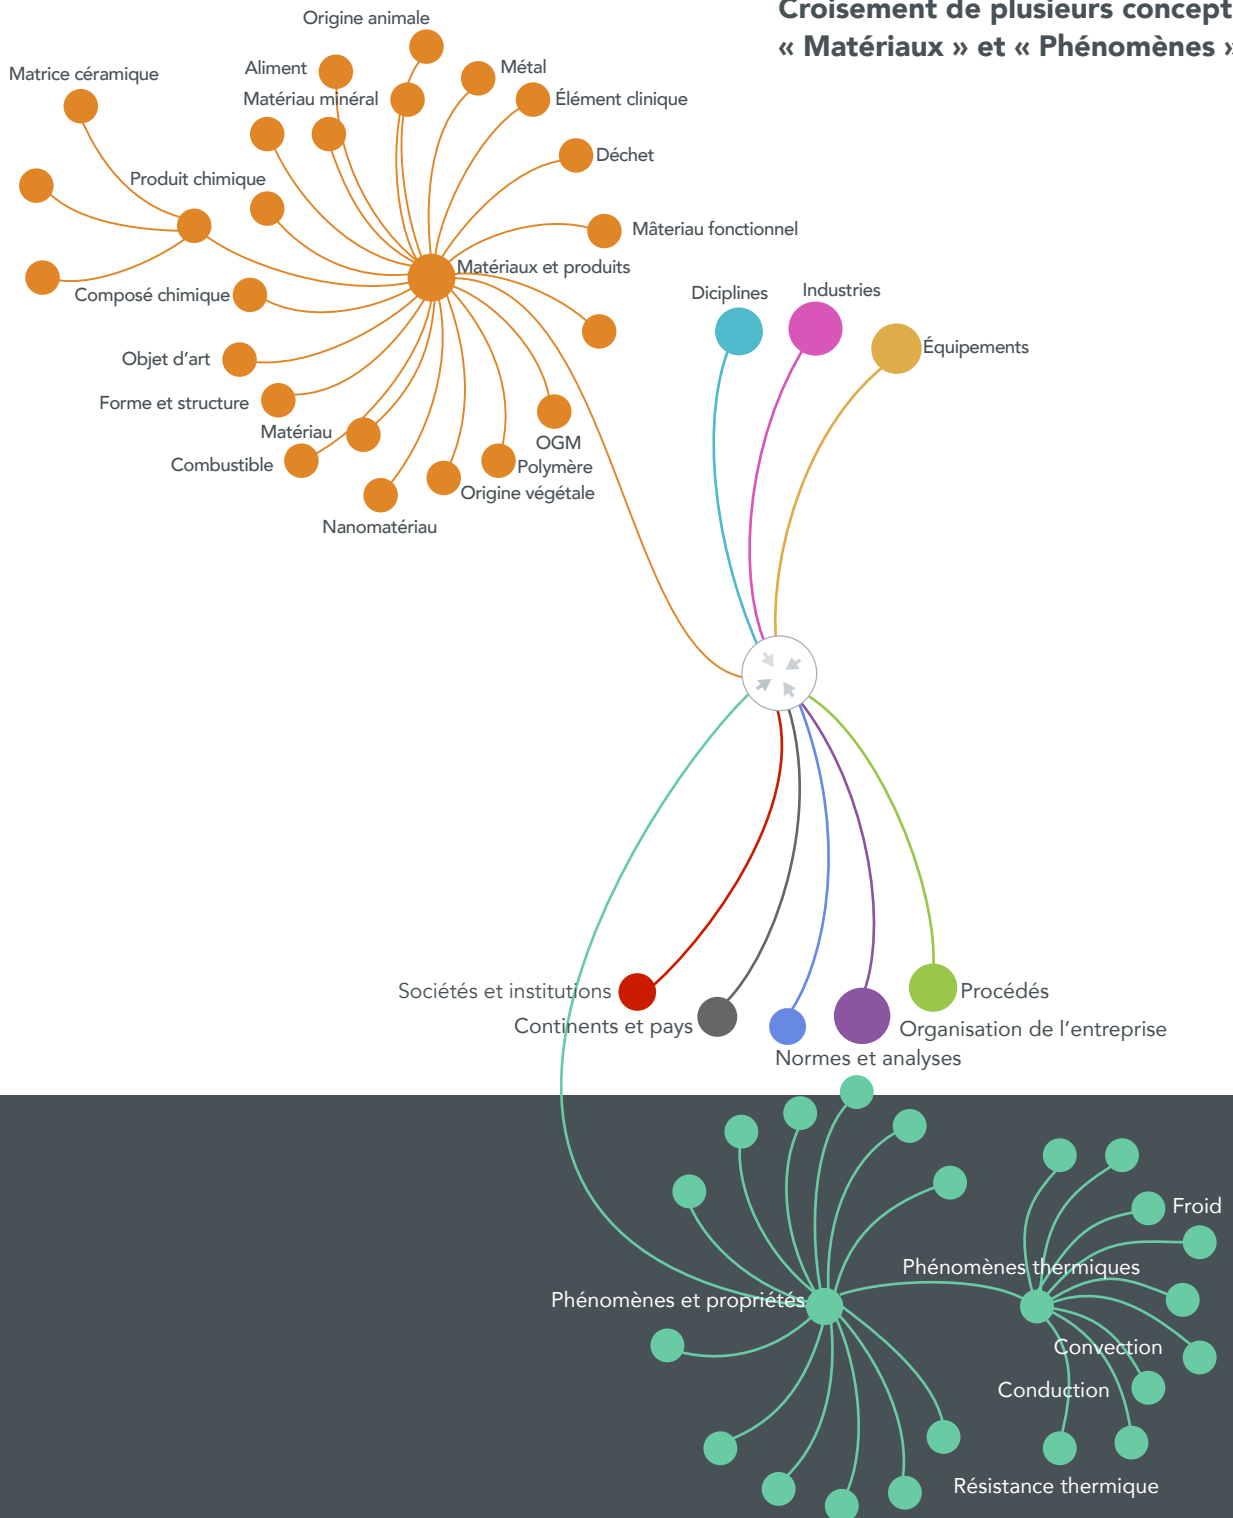 Croisement de plusieurs concept
« Matériaux » et « Phénomènes »
Origine animale
Aliment
Métal
Matrice céramique
Matériau minéral
Élément clinique
Déchet
Produit chimique
Mâteriau fonctionnel
Matériaux et produits
Composé chimique
Diciplines
Industries
Équipements
Objet d'art
Forme et structure
Matériau
OGM
Combustible
Polymère
Origine végétale
Nanomatériau
Sociétés et institutions
Procédés
Continents et pays
Organisation de l'entreprise
Normes et analyses
Froid
Phénomènes thermiques
Phénomènes et propriétés
Convection
Conduction
Résistance thermique